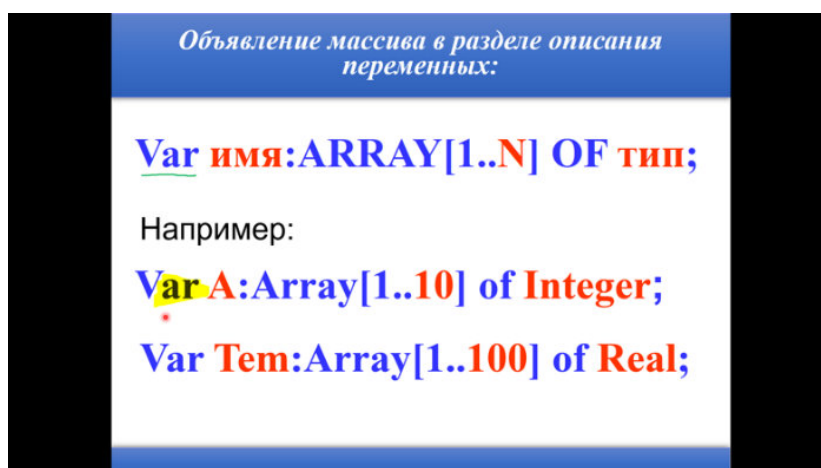 Объявление массива в разделе описания
переменных:
Var имя:ARRAY[1..N] OF тип;
Например:
Var A:Array[1..10] of Integer;
Var Tem:Array[1..100] of Real;